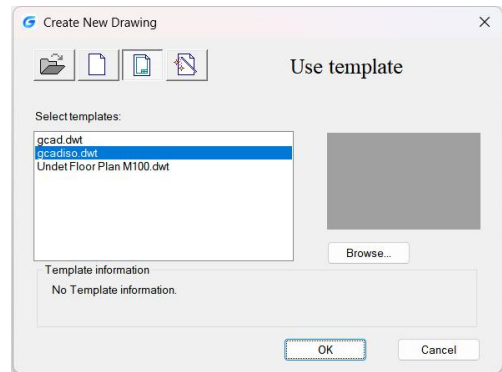 Create New Drawing
Use template
Select templates:
gcad.dwt
gcadiso.dwt
Undet Floor Plan M100.dwt
Browse...
Template information
No Template information.
OK
Cancel